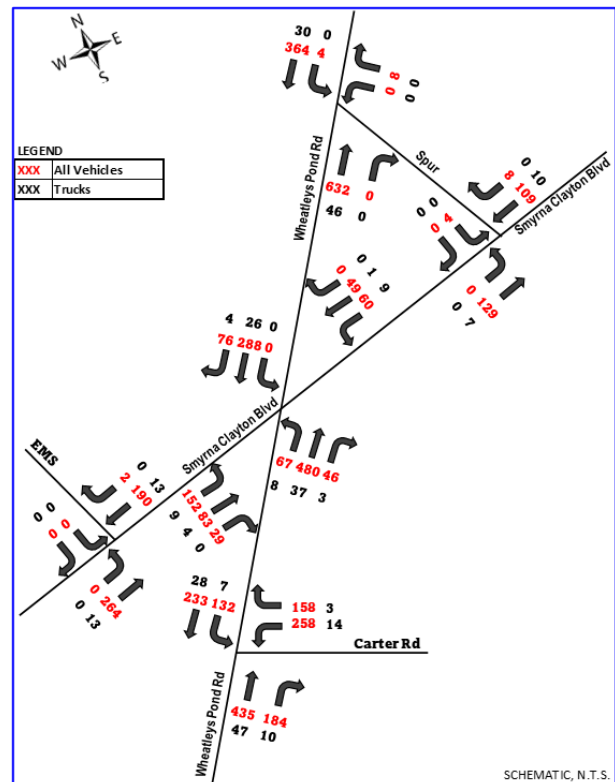 N
W E
S
30 0
364 4
8 0
0 0
LEGEND
XXX All Vehicles
XXX Trucks
Wheatleys Pond Rd
Spur
632 0
46 0
0 10
8 109
Smyrna Clayton Blvd
0 0
0 4
0 129
0 7
0 1 9
0 49 60
4 26 0
76 288 0
Smyrna Clayton Blvd
67 480 46
8 37 3
EMS
0 13
2 190
0 0
0 0
0 264
0 13
152 83 29
9 4 0
28 7
233 132
158 3
258 14
Carter Rd
435 184
47 10
Wheatleys Pond Rd
SCHEMATIC, N.T.S.